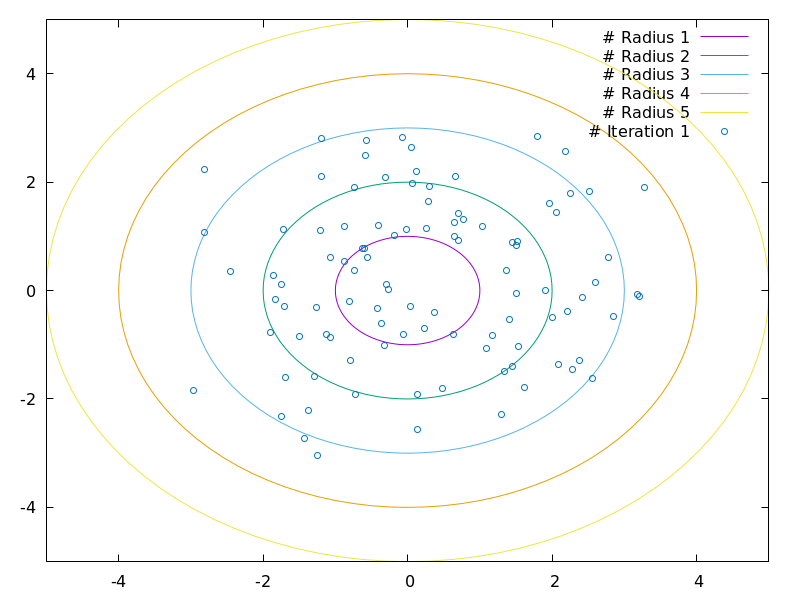 # Radius 1
# Radius 2
# Radius 3
# Radius 4
# Radius 5
# Iteration 1
4
2
0
-2
-4
-4 -2 0 2 4